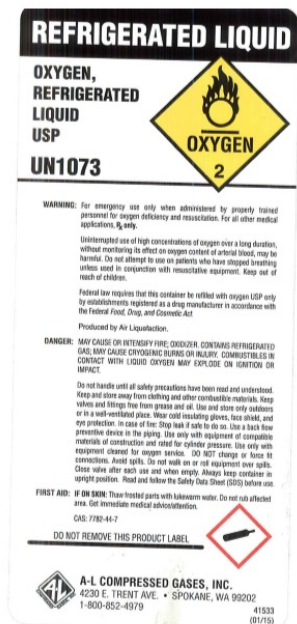 REFRIGERATED LIQUID
OXYGEN,
REFRIGERATED
LIQUID
USP
UN1073
OXYGEN
2
WARNING: For emergency use only when administered by properly trained
personnel for oxygen deficiency and resuscitation. For all other medical
applications, Rx only.
Uninterrupted use of high concentrations of oxygen over a long duration,
without monitoring its effect on oxygen content of arterial blood, may be
harmful. Do not attempt to use on patients who have stopped breathing
unless used in conjunction with resuscitative equipment. Keep out of
reach of children.
Federal law requires that this container be refilled with oxygen USP only
by establishments registered as a drug manufacturer in accordance with
the Federal Food, Drug, and Cosmetic Act.
Produced by Air Liquefaction.
DANGER: MAY CAUSE OR INTENSIFY FIRE; OXIDIZER. CONTAINS REFRIGERATED
GAS; MAY CAUSE CRYOGENIC BURNS OR INJURY. COMBUSTIBLES IN
CONTACT WITH LIQUID OXYGEN MAY EXPLODE ON IGNITION OR
IMPACT.
Do not handle until all safety precautions have been read and understood.
Keep and store away from clothing and other combustible materials. Keep
valves and fittings free from grease and oil. Use and store only outdoors
or in a well-ventilated place. Wear cold insulating gloves, face shield, and
eye protection. In case of fire: Stop leak if safe to do so. Use a back flow
preventive device in the piping. Use only with equipment of compatible
materials of construction and rated for cylinder pressure. Use only with
equipment cleaned for oxygen service. DO NOT change or force fit
connections. Avoid spills. Do not walk on or roll equipment over spills.
Close valve after each use and when empty. Always keep container in
upright position. Read and follow the Safety Data Sheet (SDS) before use.
FIRST AID: IF ON SKIN: Thaw frosted parts with lukewarm water. Do not rub affected
area. Get immediate medical advice/attention.
CAS: 7782-44-7
DO NOT REMOVE THIS PRODUCT LABEL
AL
A-L COMPRESSED GASES, INC.
4230 E. TRENT AVE. • SPOKANE, WA 99202
1-800-852-4979
41533
(01/15)